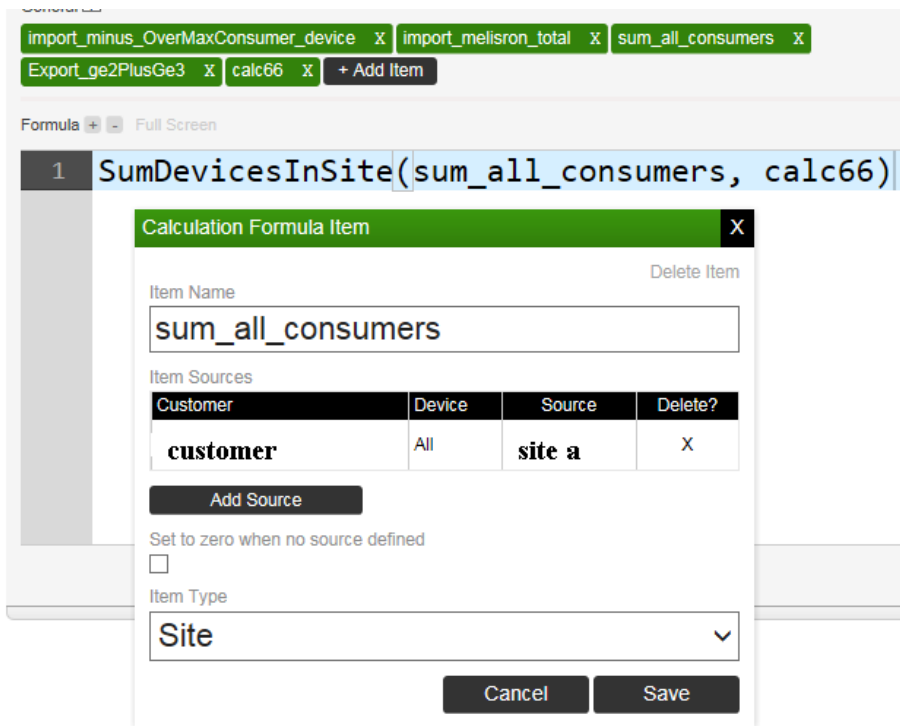 import_minus_OverMaxConsumer_device X import_melisron_total X sum_all_consumers X
Export_ge2PlusGe3 X calc66 X + Add Item
Formula + - Full Screen
1 SumDevicesInSite(sum_all_consumers, calc66)
Calculation Formula Item X
Delete Item
Item Name
sum_all_consumers
Item Sources
Customer Device Source Delete?
customer All site a X
Add Source
Set to zero when no source defined
Item Type
Site
Cancel Save